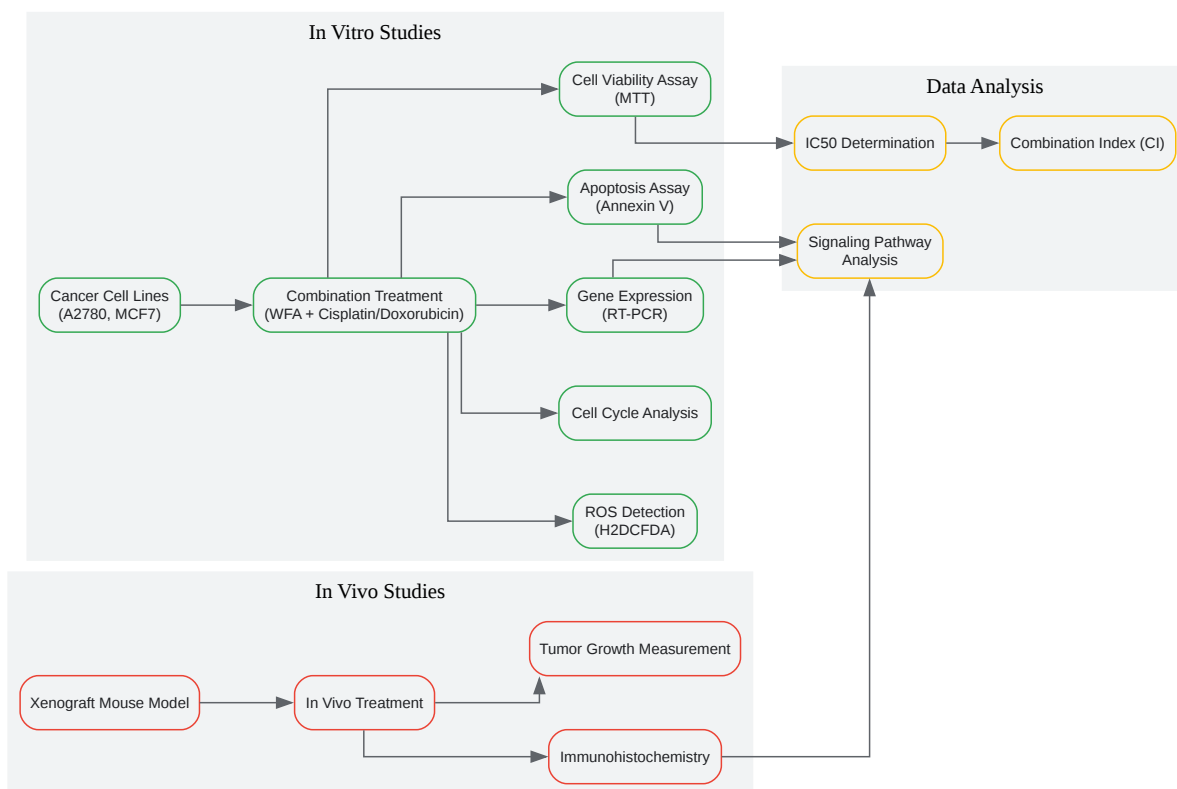 In Vitro Studies
Cell Viability Assay
(MTT)
Apoptosis Assay
(Annexin V)
Cancer Cell Lines
(A2780, MCF7)
Combination Treatment
(WFA + Cisplatin/Doxorubicin)
Gene Expression
(RT-PCR)
Cell Cycle Analysis
ROS Detection
(H2DCFDA)
Data Analysis
IC50 Determination
Combination Index (CI)
Signaling Pathway
Analysis
In Vivo Studies
Tumor Growth Measurement
Xenograft Mouse Model
In Vivo Treatment
Immunohistochemistry